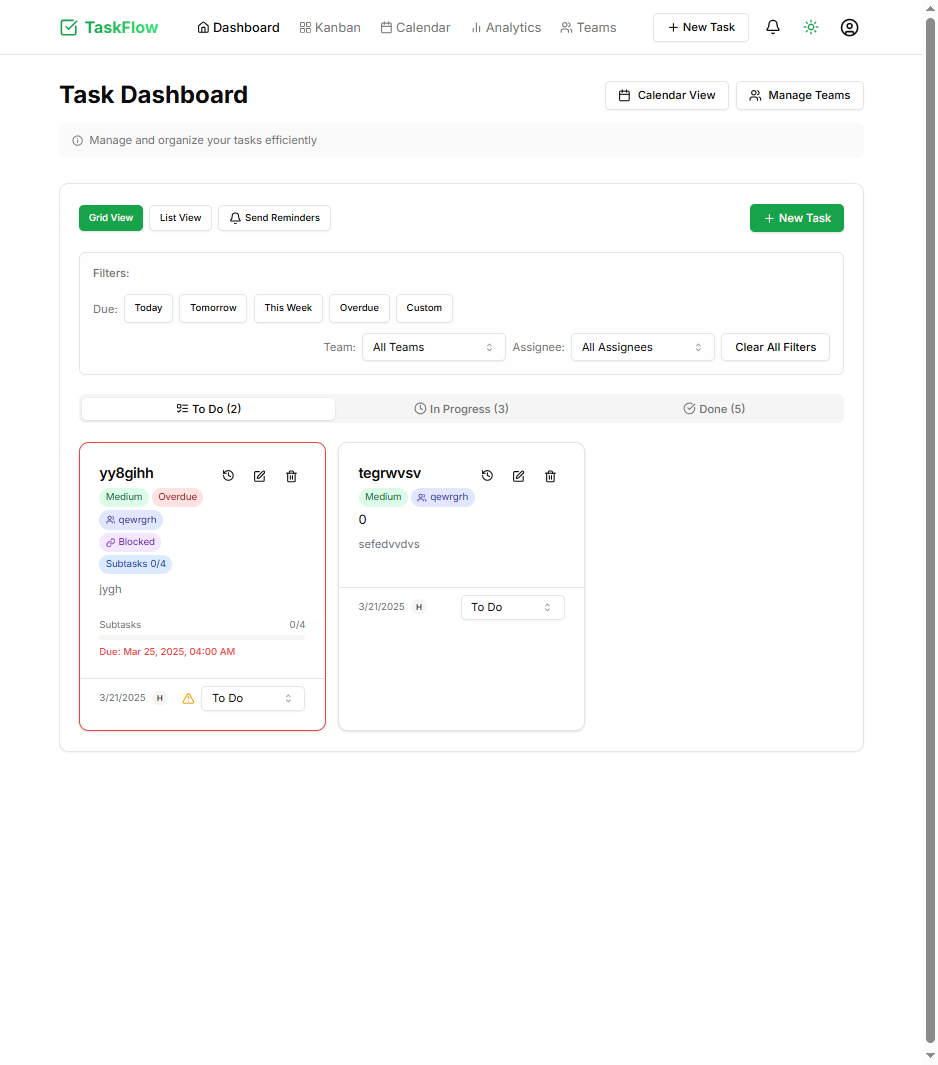 TaskFlow Dashboard Kanban Calendar Analytics Teams New Task
Task Dashboard
Calendar View Manage Teams
Manage and organize your tasks efficiently
Grid View List View Send Reminders New Task
Filters:
Due: Today Tomorrow This Week Overdue Custom
Team: All Teams Assignee: All Assignees Clear All Filters
To Do (2) In Progress (3) Done (5)
yy8gihh
Medium Overdue
qewrgrh
Blocked
Subtasks 0/4
jygh
Subtasks 0/4
Due: Mar 25, 2025, 04:00 AM
3/21/2025 H To Do
tegrwvsv
Medium qewrgrh
0
sefedvvdvs
3/21/2025 H To Do